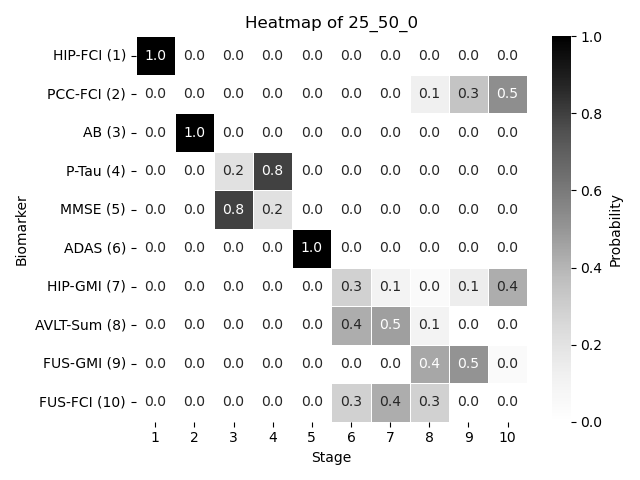 Heatmap of 25_50_0
HIP-FCI (1) 1.0 0.0 0.0 0.0 0.0 0.0 0.0 0.0 0.0 0.0
PCC-FCI (2) 0.0 0.0 0.0 0.0 0.0 0.0 0.0 0.1 0.3 0.5
AB (3) 0.0 1.0 0.0 0.0 0.0 0.0 0.0 0.0 0.0 0.0
P-Tau (4) 0.0 0.0 0.2 0.8 0.0 0.0 0.0 0.0 0.0 0.0
MMSE (5) 0.0 0.0 0.8 0.2 0.0 0.0 0.0 0.0 0.0 0.0
ADAS (6) 0.0 0.0 0.0 0.0 1.0 0.0 0.0 0.0 0.0 0.0
HIP-GMI (7) 0.0 0.0 0.0 0.0 0.0 0.3 0.1 0.0 0.1 0.4
AVLT-Sum (8) 0.0 0.0 0.0 0.0 0.0 0.4 0.5 0.1 0.0 0.0
FUS-GMI (9) 0.0 0.0 0.0 0.0 0.0 0.0 0.0 0.4 0.5 0.0
FUS-FCI (10) 0.0 0.0 0.0 0.0 0.0 0.3 0.4 0.3 0.0 0.0
1 2 3 4 5 6 7 8 9 10
Stage
Biomarker
1.0
0.8
0.6
0.4
0.2
0.0
Probability